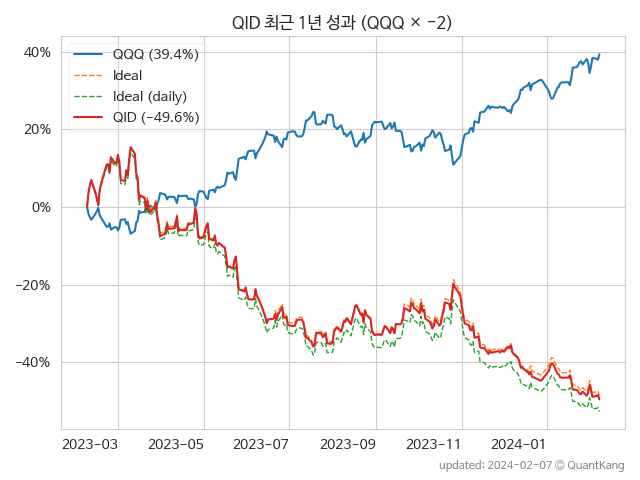 QID 최근 1년 성과 (QQQ × −2)
QQQ (39.4%)
Ideal
Ideal (daily)
QID (−49.6%)
40%
20%
0%
−20%
−40%
2023-03 2023-05 2023-07 2023-09 2023-11 2024-01
updated: 2024-02-07 © QuantKang